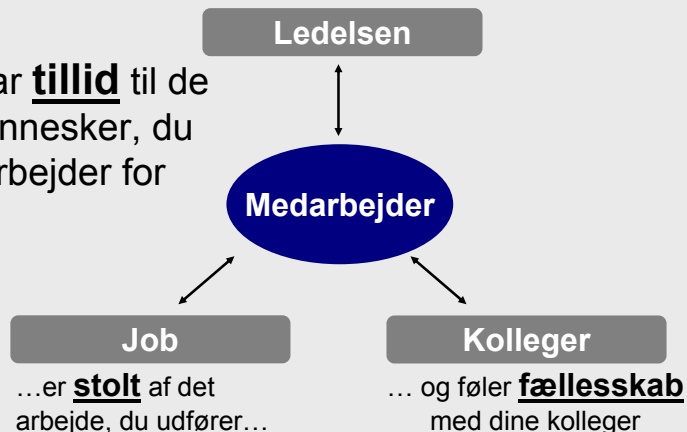 Ledelsen
ar tillid til de
nnesker, du
rbejder for
Medarbejder
Job
…er stolt af det
arbejde, du udfører…
Kolleger
… og føler fællesskab
med dine kolleger